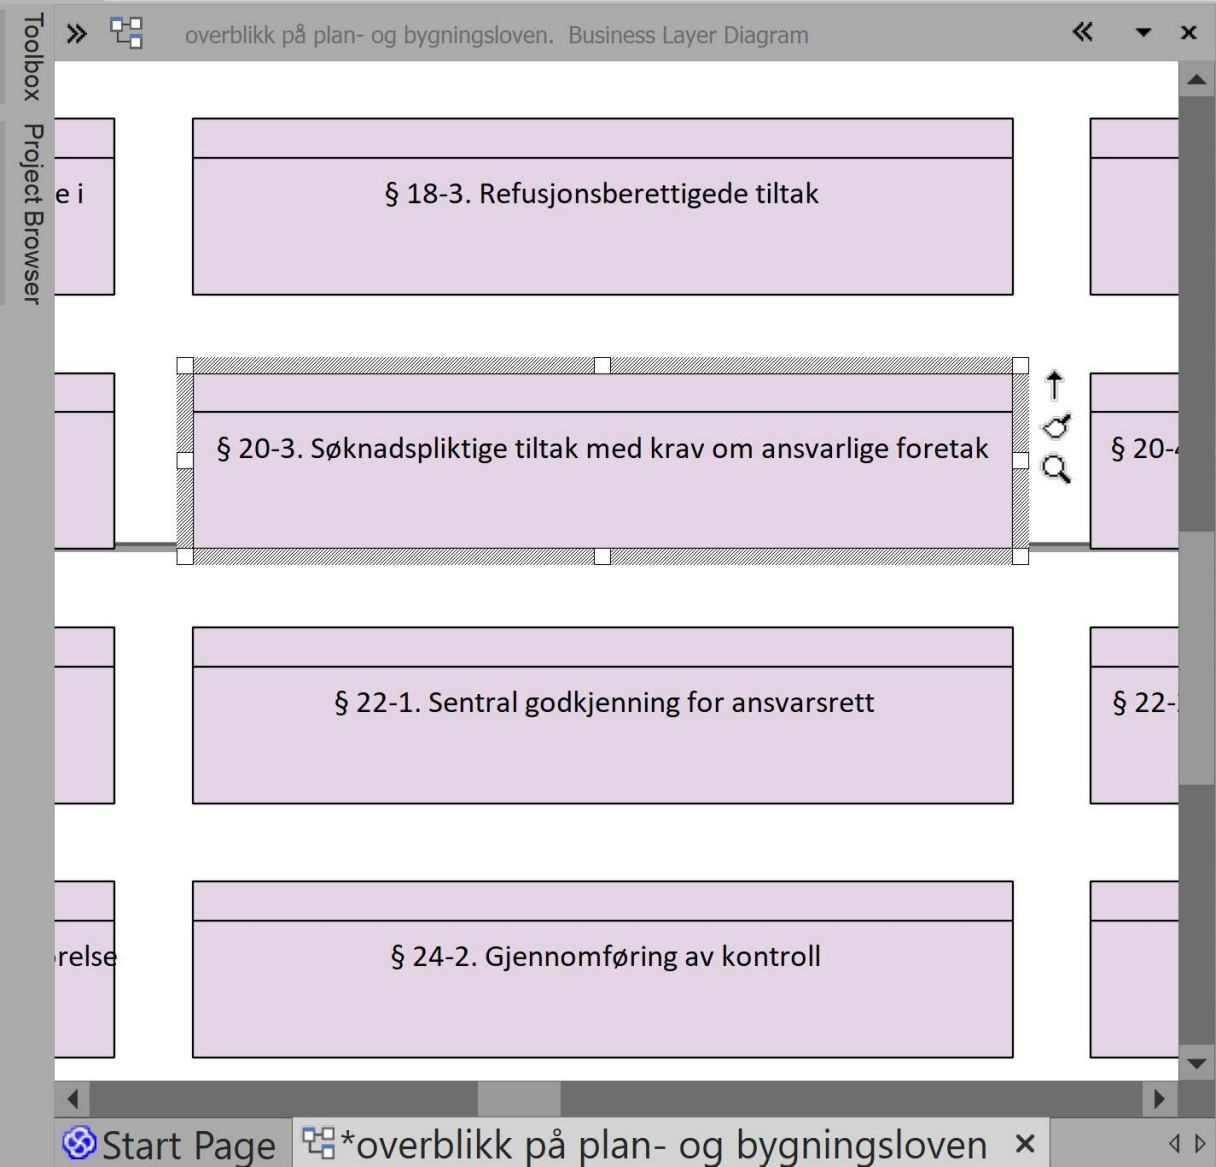 Toolbox
Project Browser
overblikk på plan- og bygningsloven. Business Layer Diagram
e i
§ 18-3. Refusjonsberettigede tiltak
§ 20-3. Søknadspliktige tiltak med krav om ansvarlige foretak
§ 20-
§ 22-1. Sentral godkjenning for ansvarsrett
§ 22-
relse
§ 24-2. Gjennomføring av kontroll
Start Page
*overblikk på plan- og bygningsloven